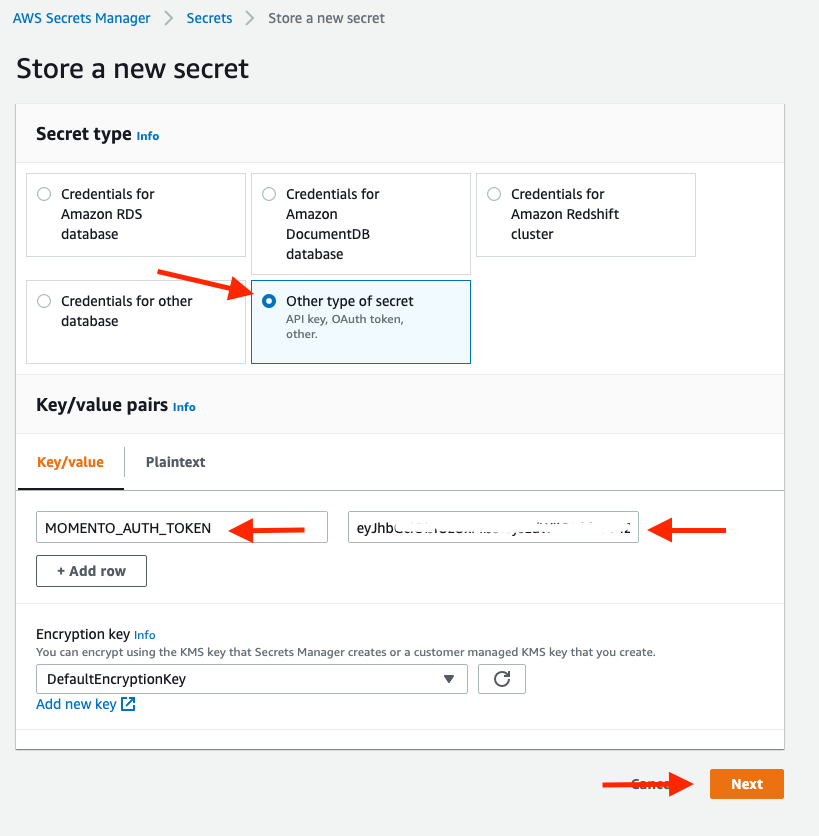 AWS Secrets Manager > Secrets > Store a new secret
Store a new secret
Secret type Info
Credentials for
Amazon RDS
database
Credentials for
Amazon
DocumentDB
database
Credentials for
Amazon Redshift
cluster
Credentials for other
database
Other type of secret
API key, OAuth token,
other.
Key/value pairs Info
Key/value
Plaintext
MOMENTO_AUTH_TOKEN
+ Add row
Encryption key Info
You can encrypt using the KMS key that Secrets Manager creates or a customer managed KMS key that you create.
DefaultEncryptionKey
Add new key
Next